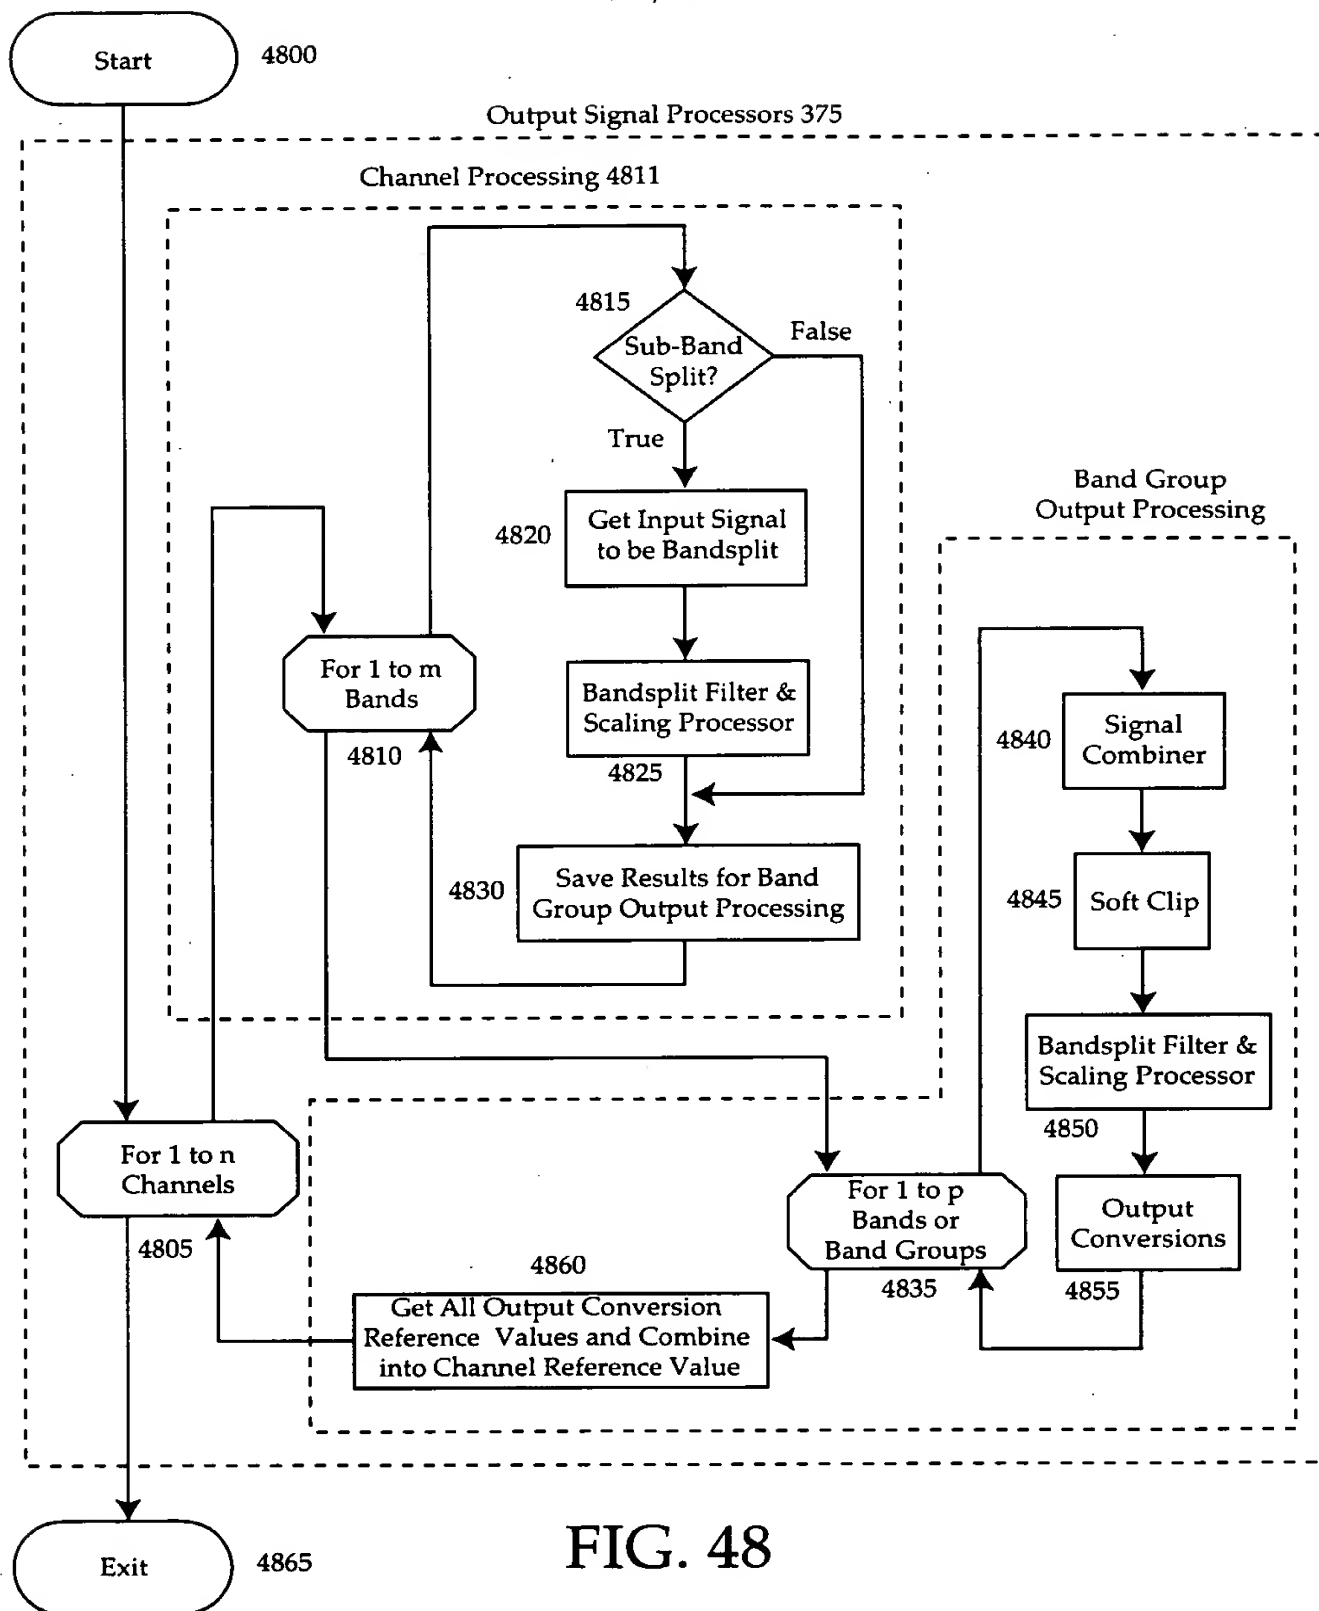 Start
4800
Output Signal Processors 375
Channel Processing 4811
4815
Sub-Band
Split?
False
True
4820
Get Input Signal
to be Bandsplit
Band Group
Output Processing
For 1 to m
Bands
4810
Bandsplit Filter &
Scaling Processor
4825
4830
Save Results for Band
Group Output Processing
4840
Signal
Combiner
4845
Soft Clip
Bandsplit Filter &
Scaling Processor
4850
For 1 to n
Channels
4805
For 1 to p
Bands or
Band Groups
4835
Output
Conversions
4855
4860
Get All Output Conversion
Reference Values and Combine
into Channel Reference Value
Exit
4865
FIG. 48